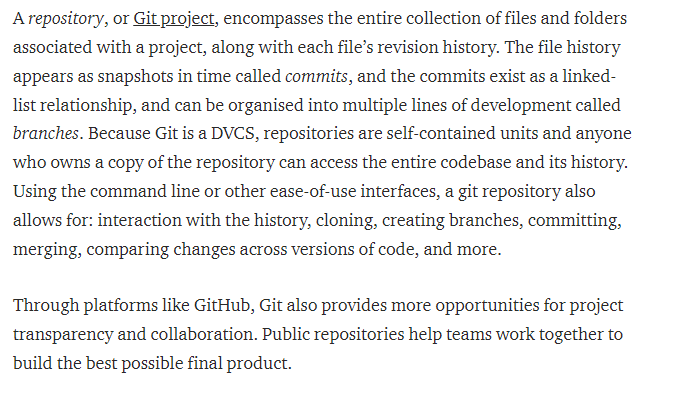 A repository, or Git project, encompasses the entire collection of files and folders
associated with a project, along with each file’s revision history. The file history
appears as snapshots in time called commits, and the commits exist as a linked-
list relationship, and can be organised into multiple lines of development called
branches. Because Git is a DVCS, repositories are self-contained units and anyone
who owns a copy of the repository can access the entire codebase and its history.
Using the command line or other ease-of-use interfaces, a git repository also
allows for: interaction with the history, cloning, creating branches, committing,
merging, comparing changes across versions of code, and more.
Through platforms like GitHub, Git also provides more opportunities for project
transparency and collaboration. Public repositories help teams work together to
build the best possible final product.